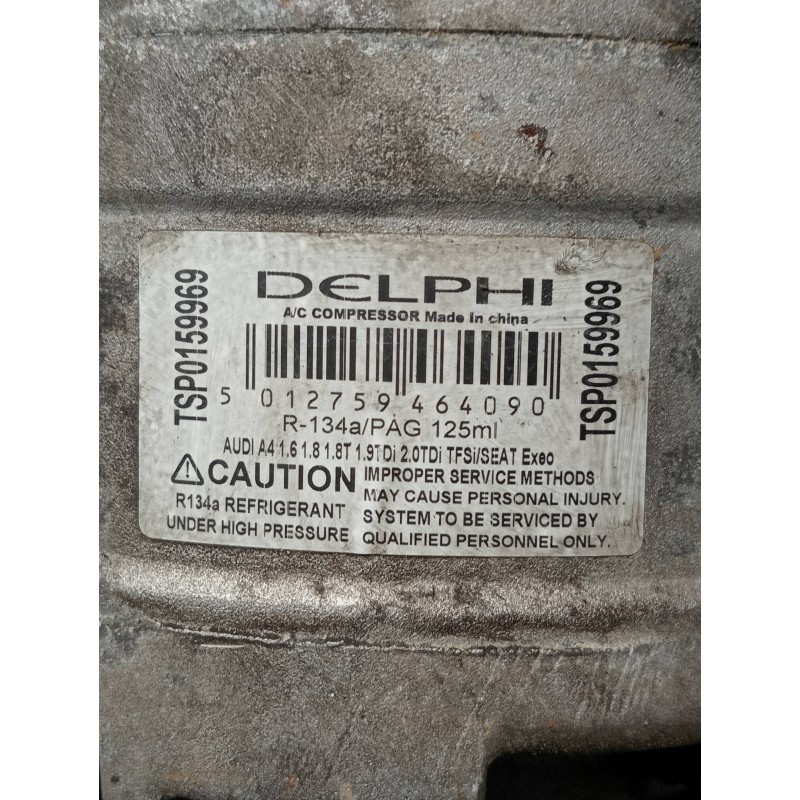 DELPHI
A/C COMPRESSOR Made in china
TSP0159969
TSP0159969
5 012759 464090
R-134a/PAG 125ml
AUDI A4 1.6 1.8 1.8T 1.9TDi 2.0TDi TFSi/SEAT Exeo
CAUTION
R134a REFRIGERANT
UNDER HIGH PRESSURE
IMPROPER SERVICE METHODS
MAY CAUSE PERSONAL INJURY.
SYSTEM TO BE SERVICED BY
QUALIFIED PERSONNEL ONLY.